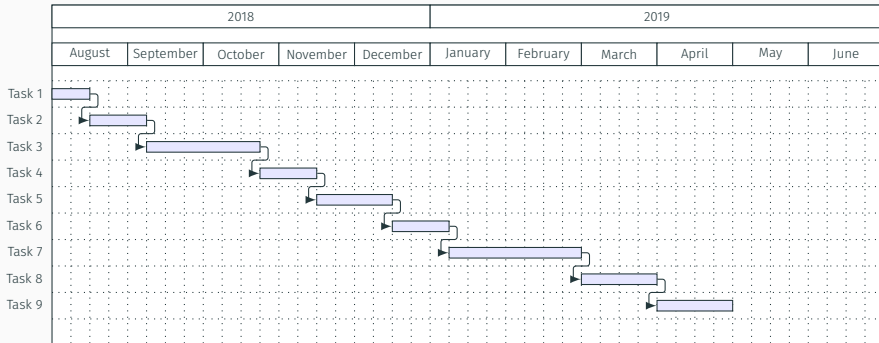 2018 2019
August September October November December January February March April May June
Task 1
Task 2
Task 3
Task 4
Task 5
Task 6
Task 7
Task 8
Task 9